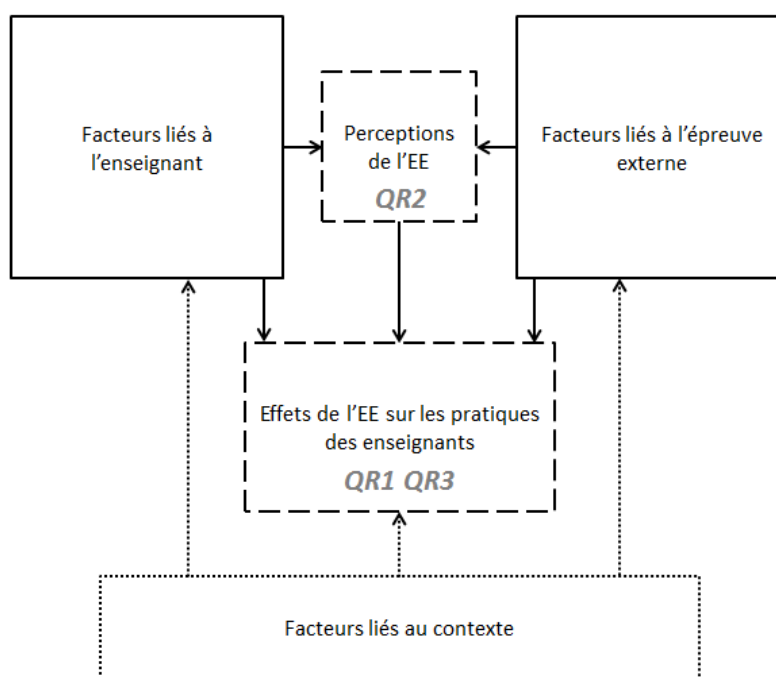 Facteurs liés à
l’enseignant
Perceptions
de l’EE
QR2
Facteurs liés à l’épreuve
externe
Effets de l’EE sur les pratiques
des enseignants
QR1 QR3
Facteurs liés au contexte